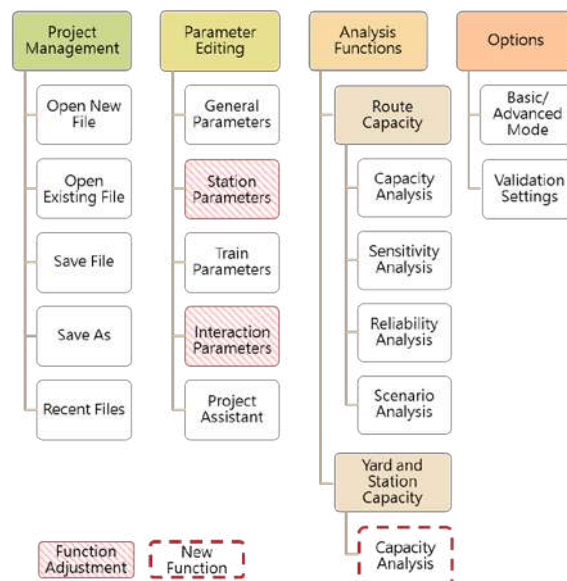 Project
Management
Open New
File
Open
Existing File
Save File
Save As
Recent Files
Parameter
Editing
General
Parameters
Station
Parameters
Train
Parameters
Interaction
Parameters
Project
Assistant
Analysis
Functions
Route
Capacity
Capacity
Analysis
Sensitivity
Analysis
Reliability
Analysis
Scenario
Analysis
Yard and
Station
Capacity
Capacity
Analysis
Options
Basic/
Advanced
Mode
Validation
Settings
Function
Adjustment
New
Function